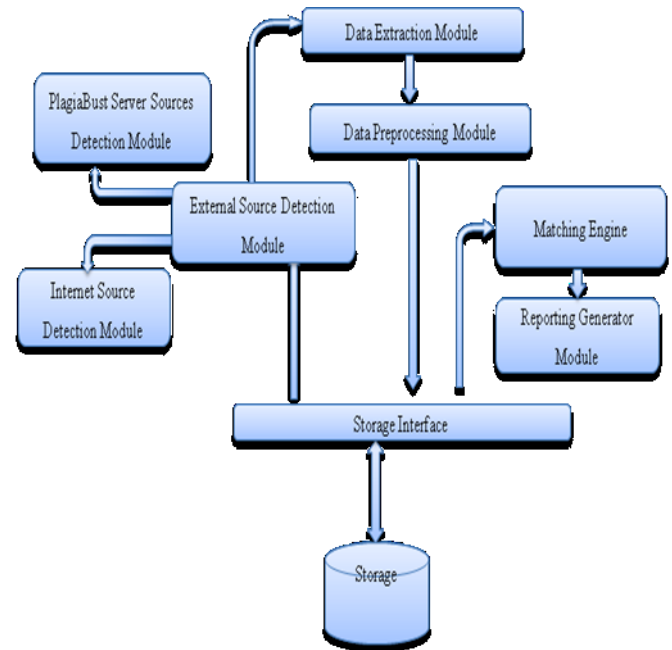 Data Extraction Module
PlagiaBust Server Sources
Detection Module
Data Preprocessing Module
External Source Detection
Module
Matching Engine
Internet Source
Detection Module
Reporting Generator
Module
Storage Interface
Storage